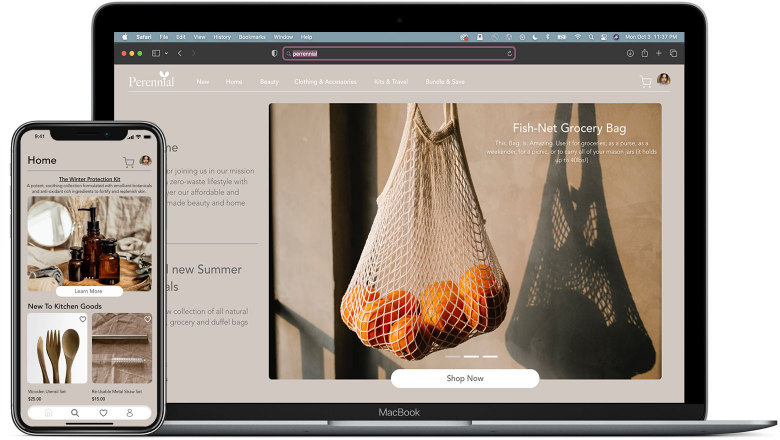 Safari File Edit View History Bookmarks Window Help
Mon Oct 3 11:37 PM
perrennial
Perennial
New Home Beauty Clothing & Accessories Kits & Travel Bundle & Save
Fish-Net Grocery Bag
This. Bag. Is. Amazing. Use it for groceries, as a purse, as a
weekender, for a picnic, or to carry all of your mason jars (it holds
up to 40lbs!)
Shop Now
me
or joining us in our mission
zero-waste lifestyle with
ver our affordable and
made beauty and home
new Summer
als
w collection of all natural
grocery and duffel bags
MacBook
9:41
Home
The Winter Protection Kit
A potent, soothing collection formulated with emollient botanicals
and anti-oxidant rich ingredients to fortify and replenish skin.
Learn More
New To Kitchen Goods
Wooden Utensil Set
$25.00
Re-Usable Metal Straw Set
$15.00